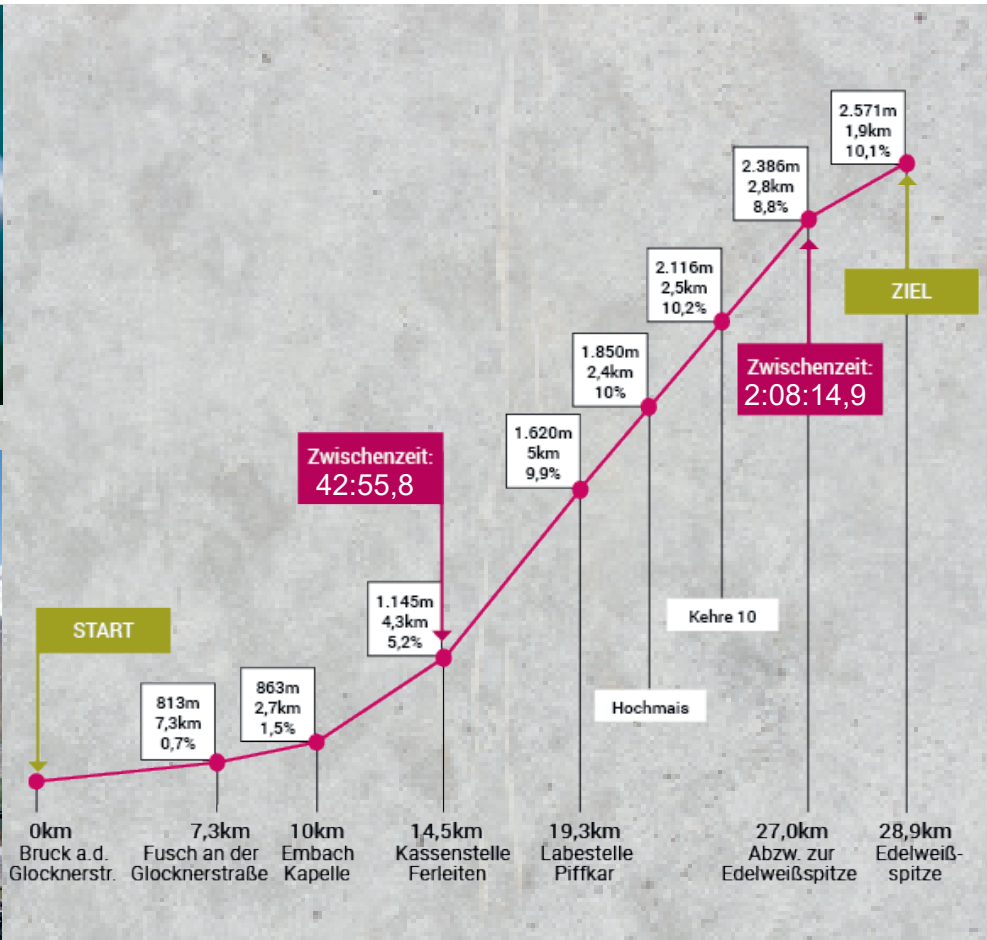 2.571m
1,9km
10,1%
2.386m
2,8km
8,8%
2.116m
2,5km
10,2%
ZIEL
1.850m
2,4km
10%
Zwischenzeit:
2:08:14,9
1.620m
5km
9,9%
Zwischenzeit:
42:55,8
1.145m
4,3km
5,2%
START
Kehre 10
813m
7,3km
0,7%
863m
2,7km
1,5%
Hochmais
0km
Bruck a.d.
Glocknerstr.
7,3km
Fusch an der
Glocknerstraße
10km
Embach
Kapelle
14,5km
Kassenstelle
Ferleiten
19,3km
Labestelle
Piffkar
27,0km
Abzw. zur
Edelweißspitze
28,9km
Edelweiß-
spitze